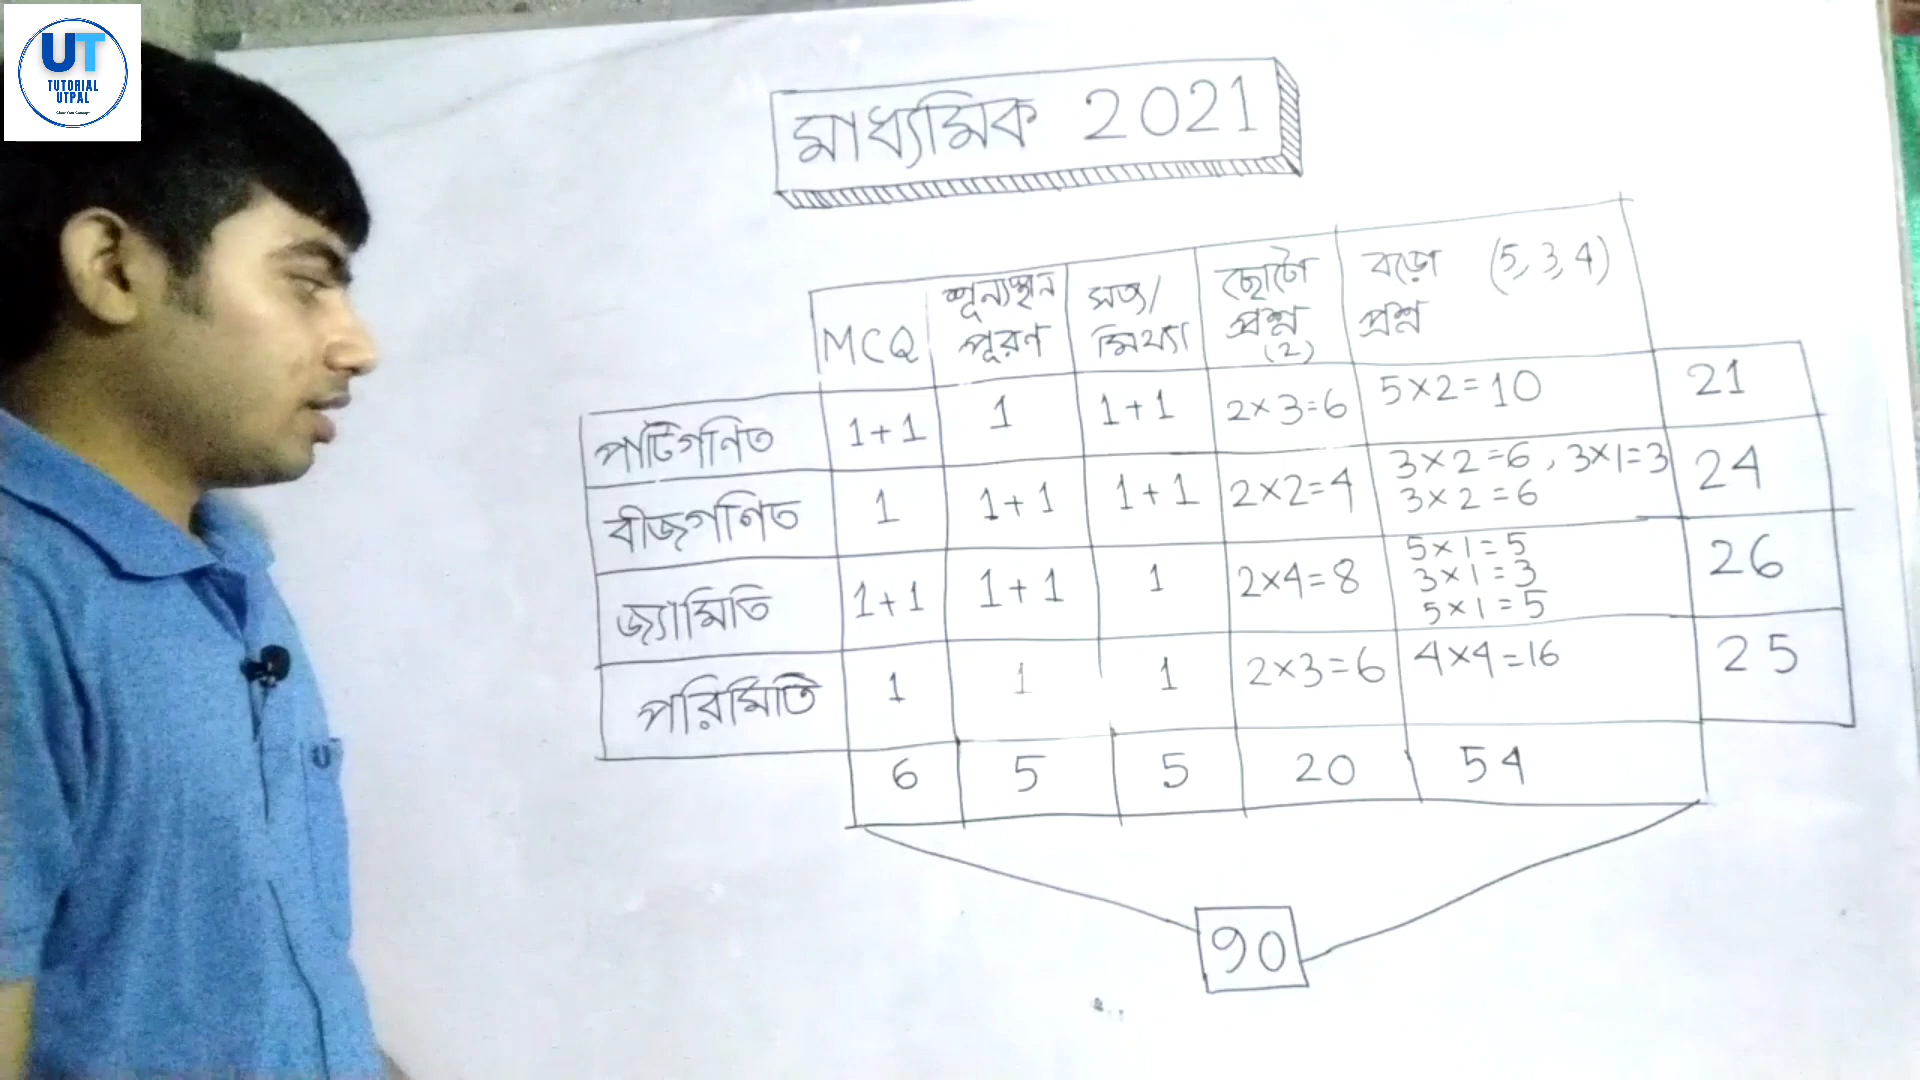 UT
TUTORIAL
UTPAL
মাধ্যমিক 2021
MCQ
শূন্যস্থান
পূরণ
সত্য/
মিথ্যা
ছোটো
প্রশ্ন
(2)
বড়ো (5, 3, 4)
প্রশ্ন
পাটিগণিত 1+1 1 1+1 2×3=6 5×2=10 21
বীজগণিত 1 1+1 1+1 2×2=4 3×2=6, 3×1=3 24
3×2=6
জ্যামিতি 1+1 1+1 1 2×4=8 5×1=5 26
3×1=3
5×1=5
পরিমিতি 1 1 1 2×3=6 4×4=16 25
6 5 5 20 54
90
UT